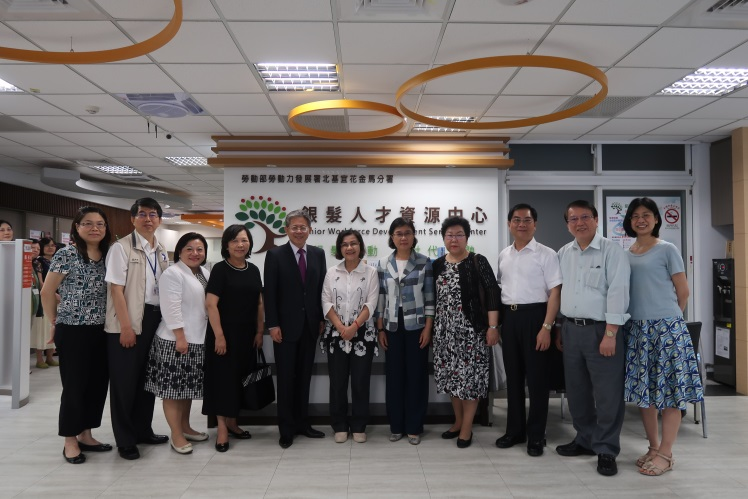 勞動部勞動力發展署北基宜花金馬分署
銀髮人才資源中心
Senior Workforce Development Service Center